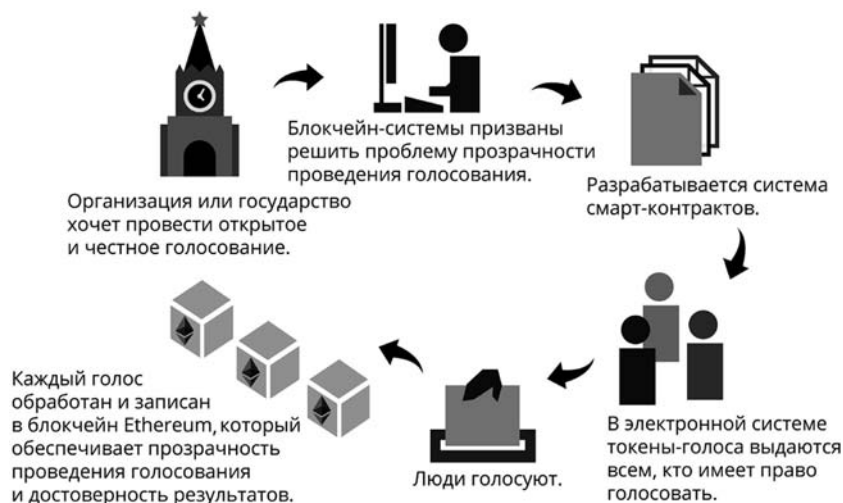 Организация или государство
хочет провести открытое
и честное голосование.
Блокчейн-системы призваны
решить проблему прозрачности
проведения голосования.
Разрабатывается система
смарт-контрактов.
В электронной системе
токены-голоса выдаются
всем, кто имеет право
голосовать.
Люди голосуют.
Каждый голос
обработан и записан
в блокчейн Ethereum, который
обеспечивает прозрачность
проведения голосования
и достоверность результатов.